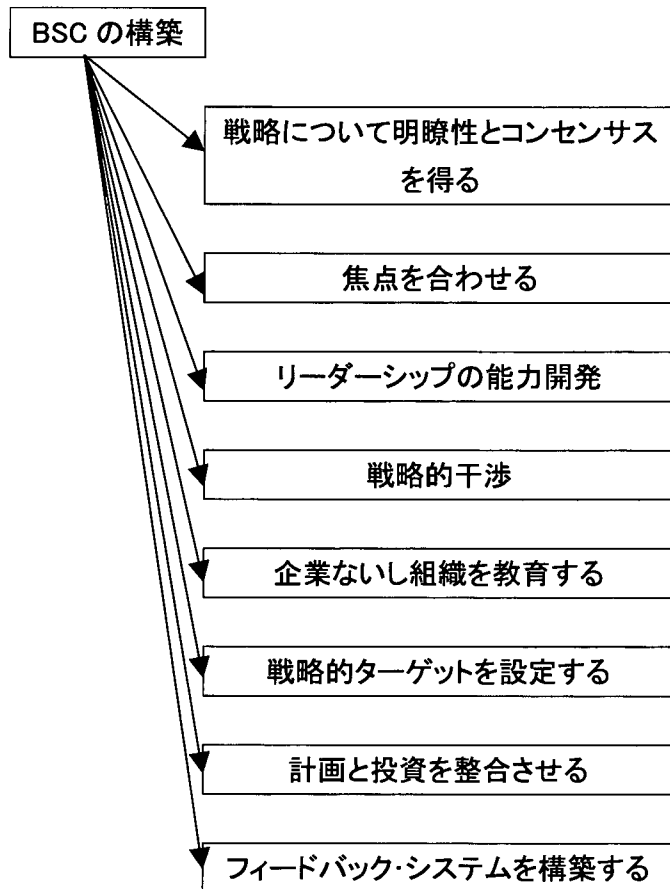 BSC の構築
戦略について明瞭性とコンセンサス
を得る
焦点を合わせる
リーダーシップの能力開発
戦略的干渉
企業ないし組織を教育する
戦略的ターゲットを設定する
計画と投資を整合させる
フィードバック・システムを構築する